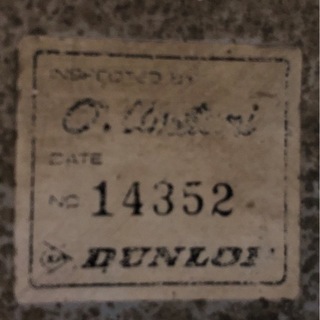 INSPECTED BY
DATE
NO 14352
DUNLOP